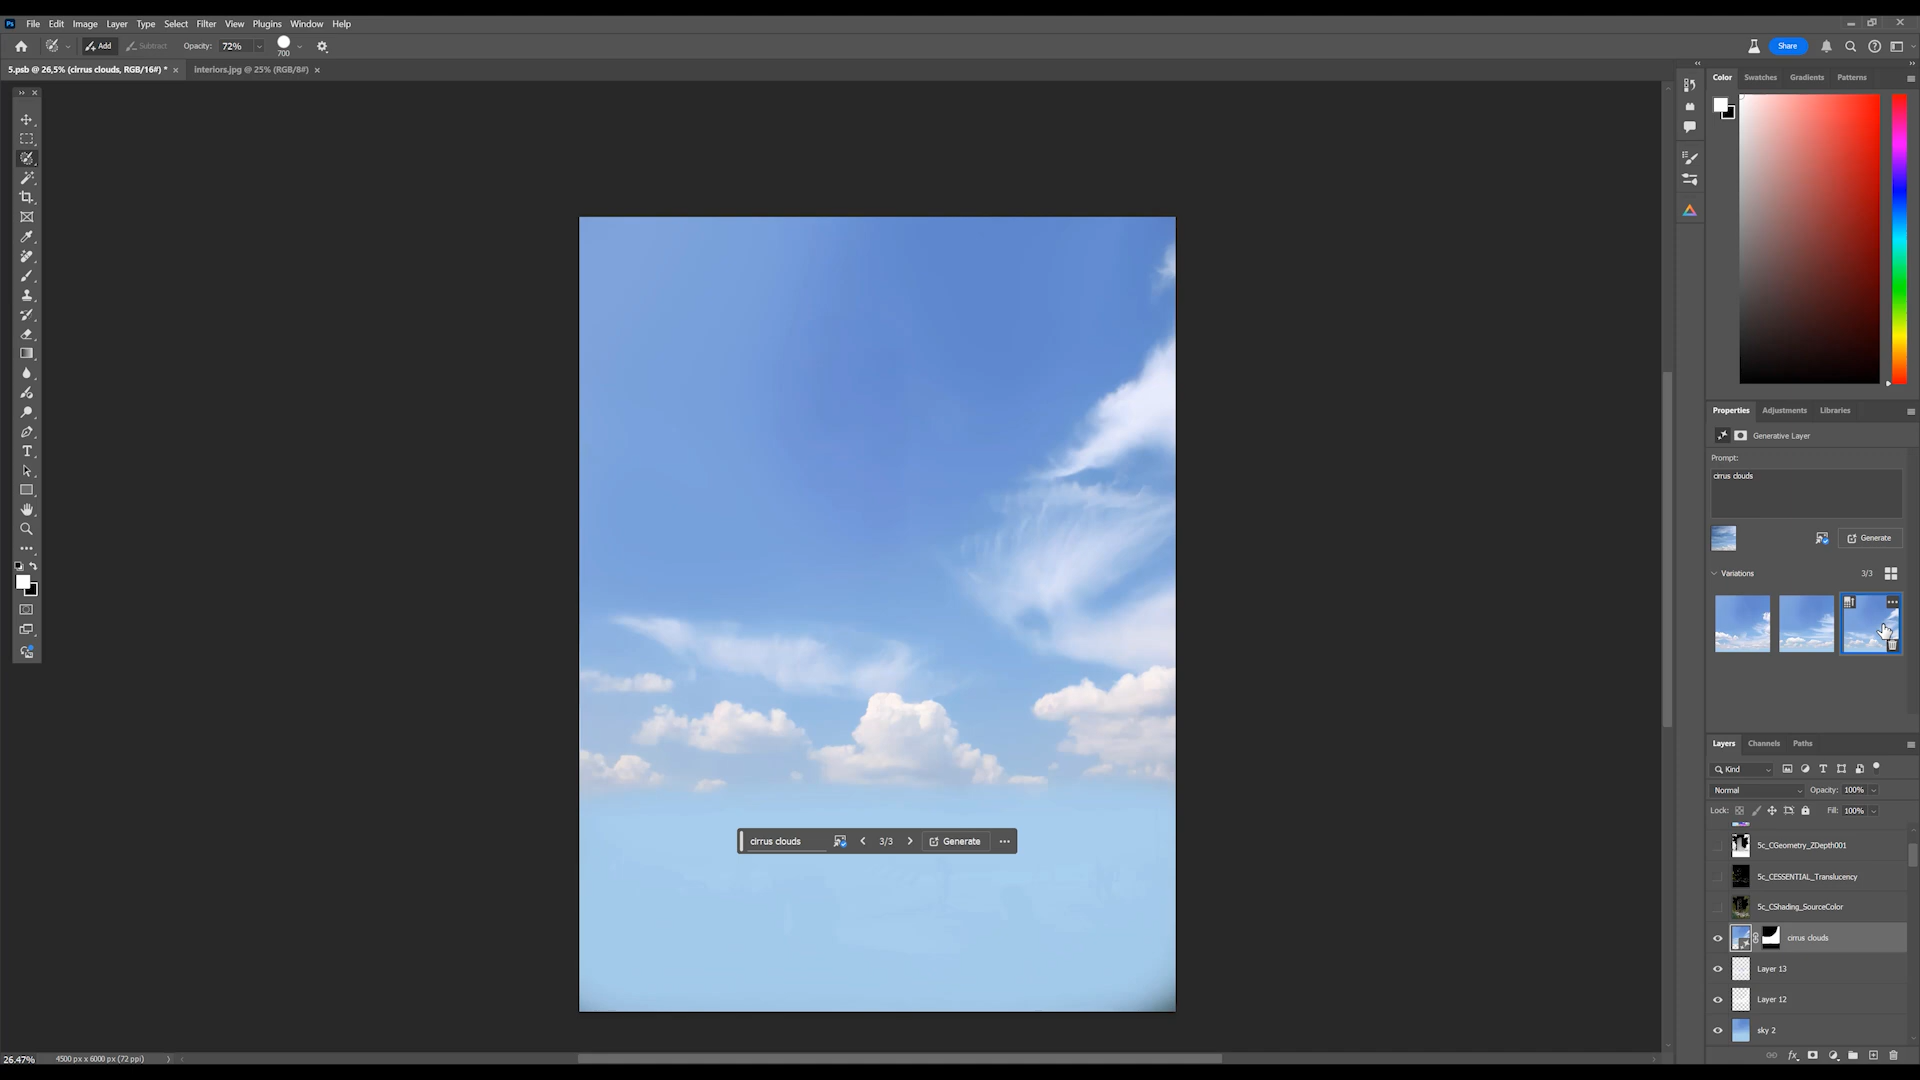 Ps File Edit Image Layer Type Select Filter View Plugins Window Help
Add Subtract Opacity: 72% 700 Share
5.psb @ 26,5% (cirrus clouds, RGB/16#) * × interiors.jpg @ 25% (RGB/8#) ×
Color Swatches Gradients Patterns
Properties Adjustments Libraries
Generative Layer
Prompt:
cirrus clouds
Generate
Variations 3/3
cirrus clouds 3/3 Generate
Layers Channels Paths
Kind
Normal Opacity: 100%
Lock: Fill: 100%
5c_CGeometry_ZDepth001
5c_CESSENTIAL_Translucency
5c_CShading_SourceColor
cirrus clouds
Layer 13
Layer 12
sky 2
26.47% 4500 px x 6000 px (72 ppi)